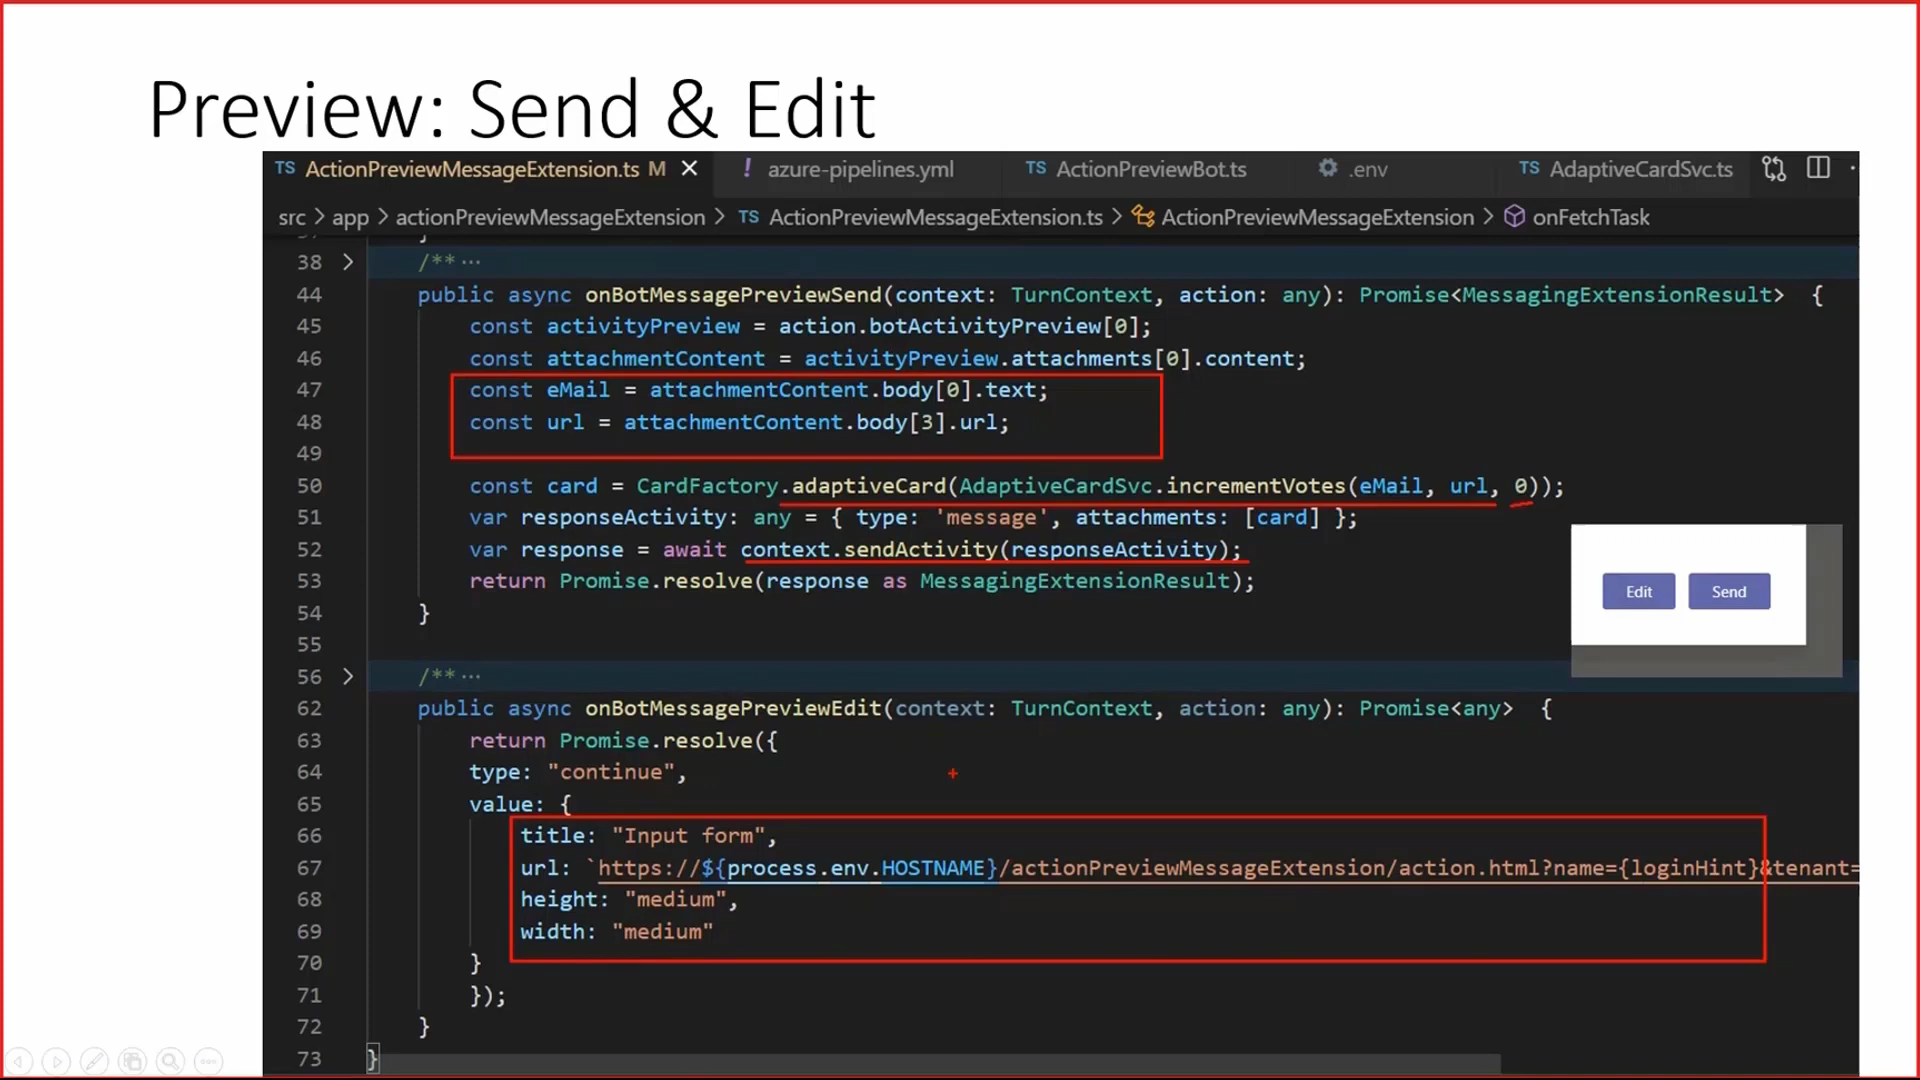 Preview: Send & Edit
TS ActionPreviewMessageExtension.ts M ! azure-pipelines.yml TS ActionPreviewBot.ts .env TS AdaptiveCardSvc.ts
src > app > actionPreviewMessageExtension > TS ActionPreviewMessageExtension.ts > ActionPreviewMessageExtension > onFetchTask
38 > /** ...
44 public async onBotMessagePreviewSend(context: TurnContext, action: any): Promise<MessagingExtensionResult> {
45 const activityPreview = action.botActivityPreview[0];
46 const attachmentContent = activityPreview.attachments[0].content;
47 const eMail = attachmentContent.body[0].text;
48 const url = attachmentContent.body[3].url;
49
50 const card = CardFactory.adaptiveCard(AdaptiveCardSvc.incrementVotes(eMail, url, 0));
51 var responseActivity: any = { type: 'message', attachments: [card] };
52 var response = await context.sendActivity(responseActivity);
53 return Promise.resolve(response as MessagingExtensionResult);
54 }
55
56 > /** ...
62 public async onBotMessagePreviewEdit(context: TurnContext, action: any): Promise<any> {
63 return Promise.resolve({
64 type: "continue",
65 value: {
66 title: "Input form",
67 url: `https://${process.env.HOSTNAME}/actionPreviewMessageExtension/action.html?name={loginHint}&tenant=
68 height: "medium",
69 width: "medium"
70 }
71 });
72 }
73 }
Edit Send